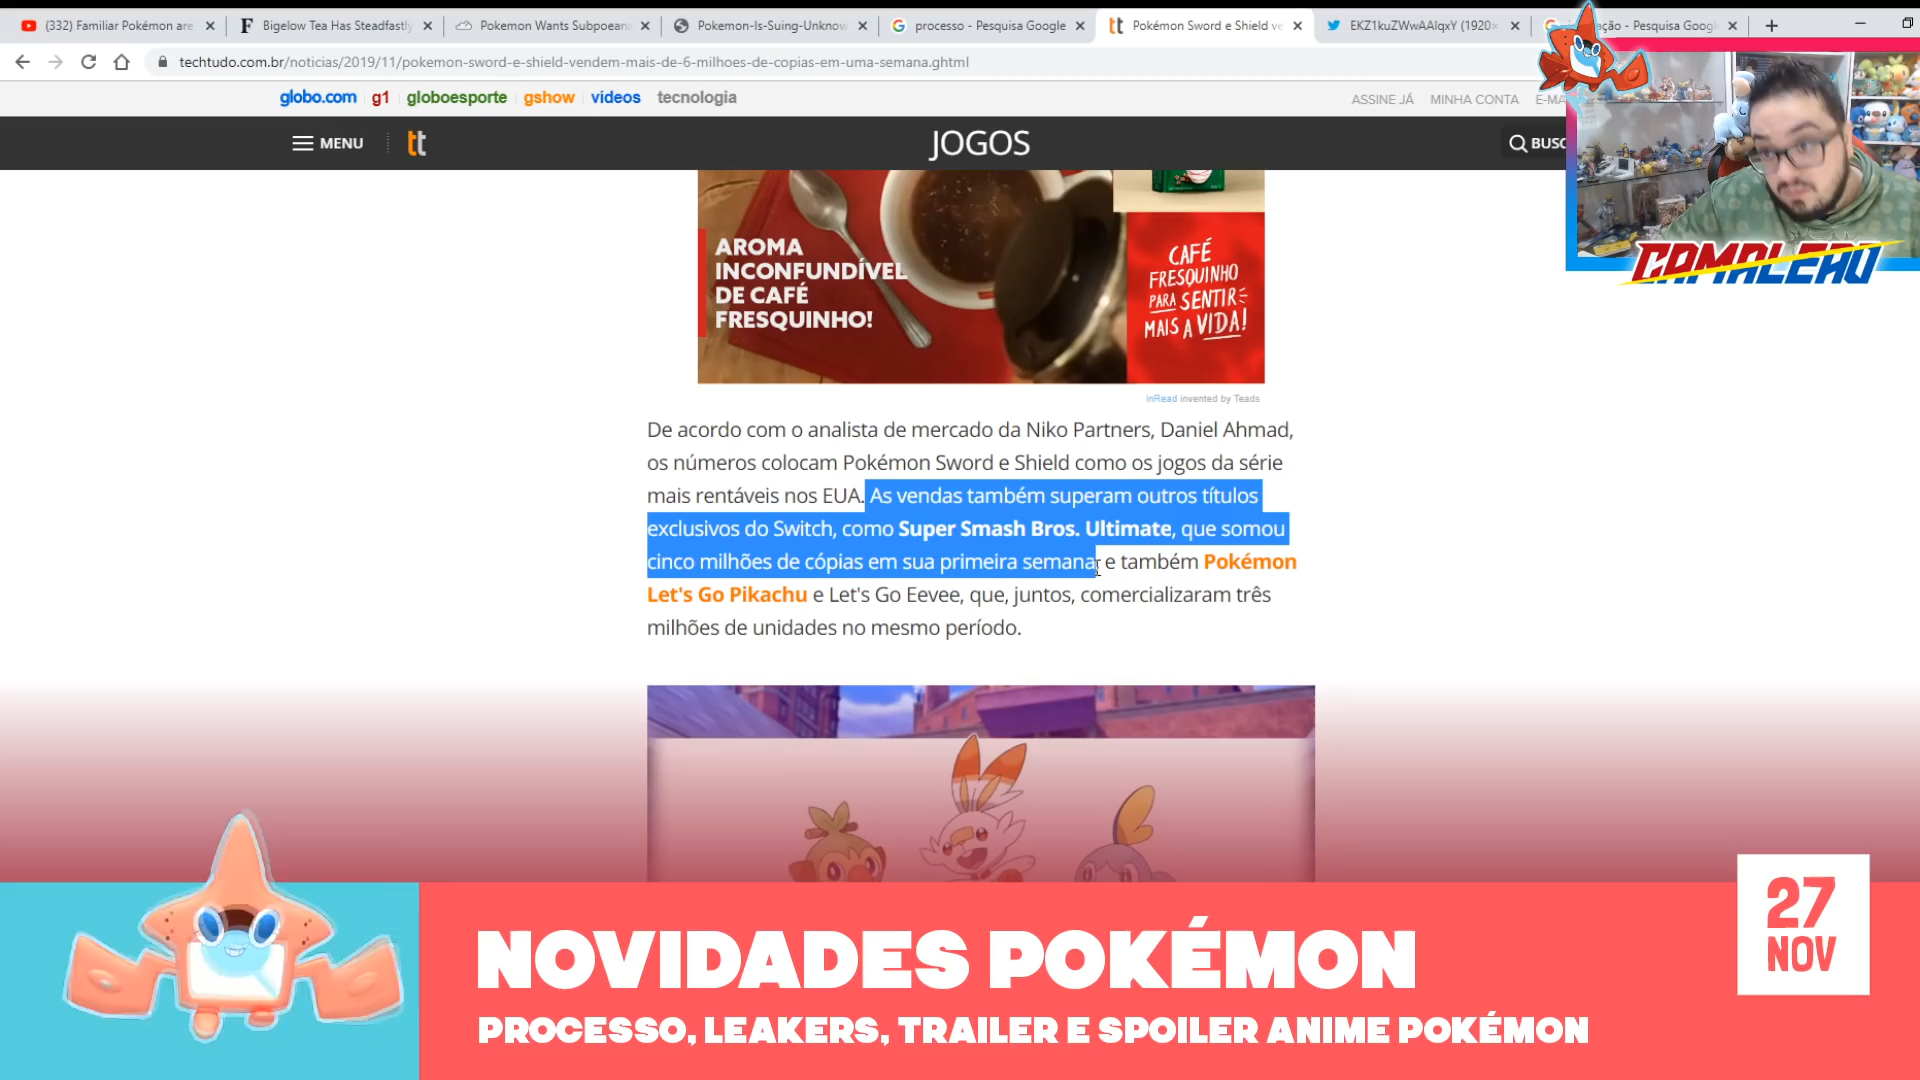 (332) Familiar Pokémon are
Bigelow Tea Has Steadfastly
Pokemon Wants Subpoena
Pokemon-Is-Suing-Unknow
processo - Pesquisa Google
Pokémon Sword e Shield ve
EKZ1kuZWwAAlqxY (1920×
ção - Pesquisa Googl
techtudo.com.br/noticias/2019/11/pokemon-sword-e-shield-vendem-mais-de-6-milhoes-de-copias-em-uma-semana.ghtml
globo.com g1 globoesporte gshow vídeos tecnologia
ASSINE JÁ MINHA CONTA E-MA
MENU tt JOGOS BUSC
AROMA
INCONFUNDÍVEL
DE CAFÉ
FRESQUINHO!
CAFÉ
FRESQUINHO
PARA SENTIR
MAIS A VIDA!
CAMALEAO
inRead invented by Teads
De acordo com o analista de mercado da Niko Partners, Daniel Ahmad,
os números colocam Pokémon Sword e Shield como os jogos da série
mais rentáveis nos EUA. As vendas também superam outros títulos
exclusivos do Switch, como Super Smash Bros. Ultimate, que somou
cinco milhões de cópias em sua primeira semana, e também Pokémon
Let's Go Pikachu e Let's Go Eevee, que, juntos, comercializaram três
milhões de unidades no mesmo período.
27
NOV
NOVIDADES POKÉMON
PROCESSO, LEAKERS, TRAILER E SPOILER ANIME POKÉMON